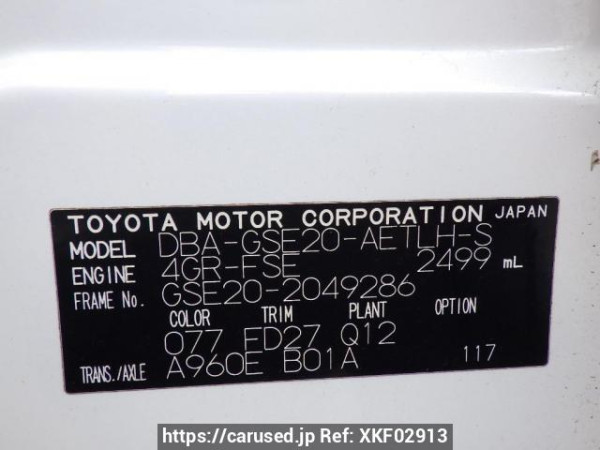 TOYOTA MOTOR CORPORATION JAPAN
MODEL DBA-GSE20-AETLH-S
ENGINE 4GR-FSE 2499 mL
FRAME No. GSE20-2049286
COLOR TRIM PLANT OPTION
077 FD27 Q12
TRANS./AXLE A960E B01A 117
https://carused.jp Ref: XKF02913